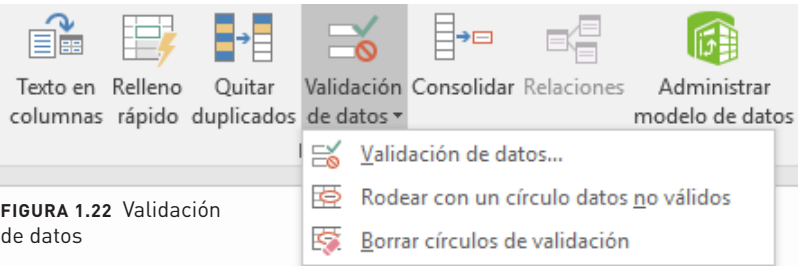 Texto en columnas
Relleno rápido
Quitar duplicados
Validación de datos
Consolidar
Relaciones
Administrar modelo de datos
Validación de datos...
Rodear con un círculo datos no válidos
Borrar círculos de validación
FIGURA 1.22 Validación
de datos